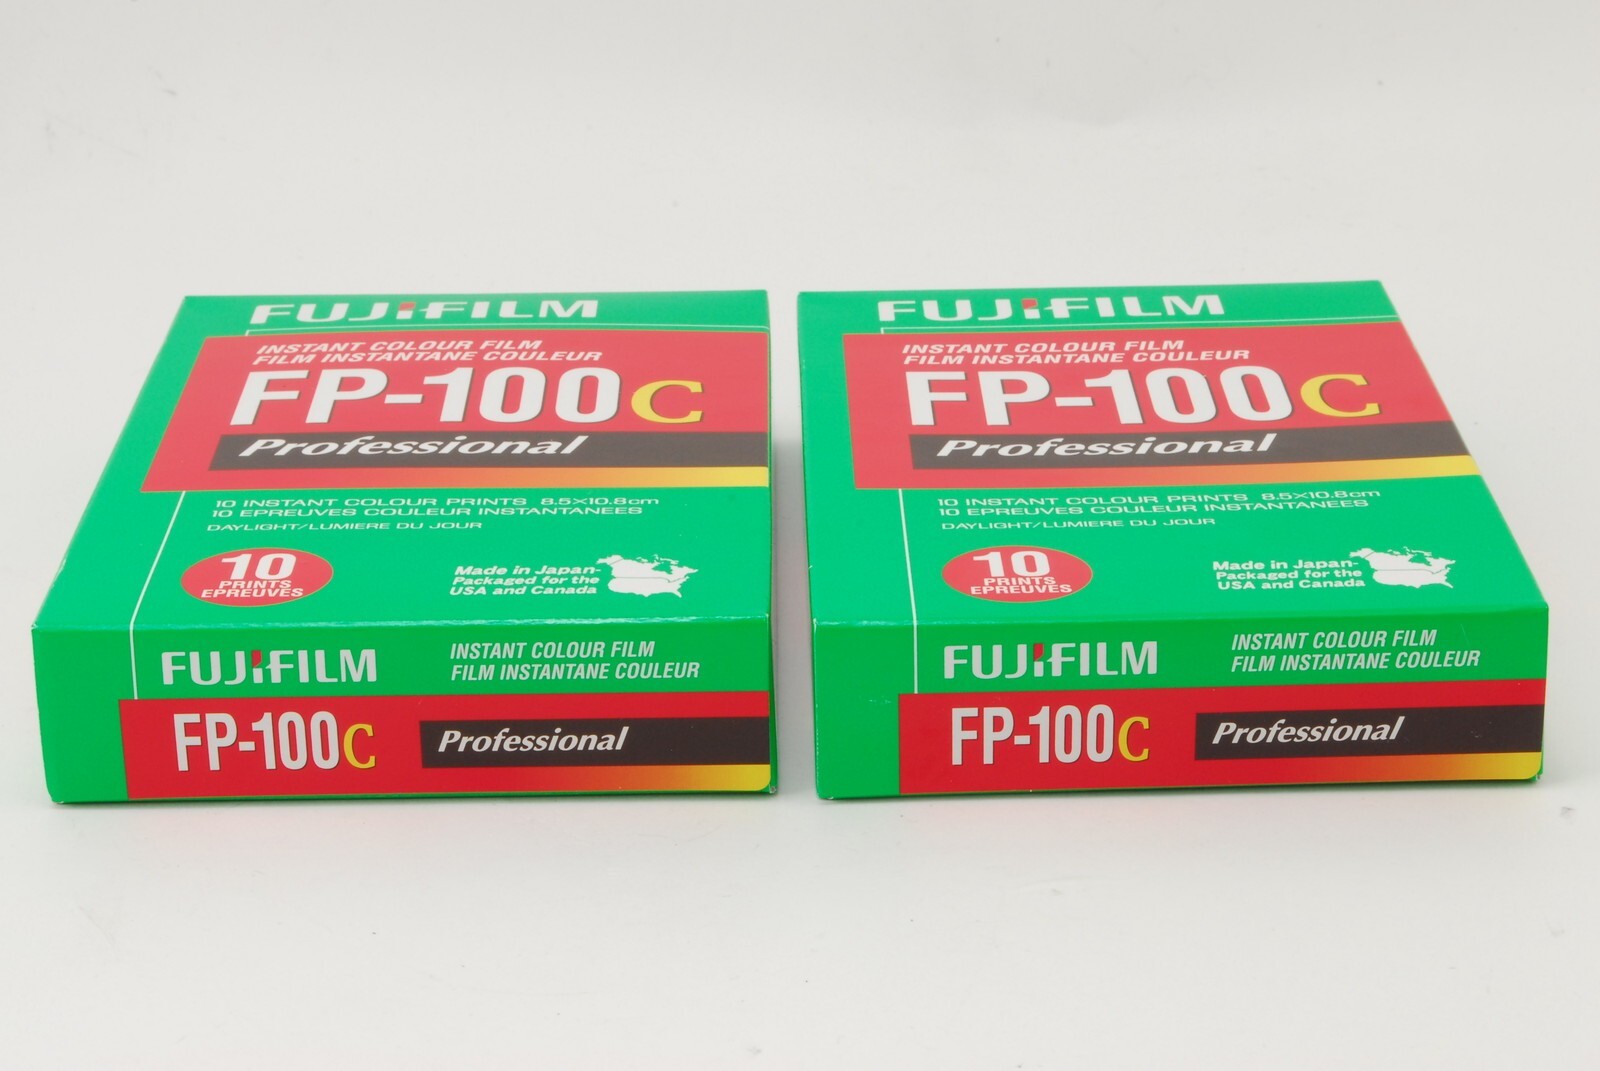 FUJIFILM
INSTANT COLOUR FILM
FILM INSTANTANE COULEUR
FP-100C
Professional
10 INSTANT COLOUR PRINTS 8.5×10.8cm
10 EPREUVES COULEUR INSTANTANEES
DAYLIGHT/LUMIERE DU JOUR
10
PRINTS
EPREUVES
Made in Japan-
Packaged for the
USA and Canada
FUJIFILM
INSTANT COLOUR FILM
FILM INSTANTANE COULEUR
FP-100C
Professional
FUJIFILM
INSTANT COLOUR FILM
FILM INSTANTANE COULEUR
FP-100C
Professional
10 INSTANT COLOUR PRINTS 8.5×10.8cm
10 EPREUVES COULEUR INSTANTANEES
DAYLIGHT/LUMIERE DU JOUR
10
PRINTS
EPREUVES
Made in Japan-
Packaged for the
USA and Canada
FUJIFILM
INSTANT COLOUR FILM
FILM INSTANTANE COULEUR
FP-100C
Professional